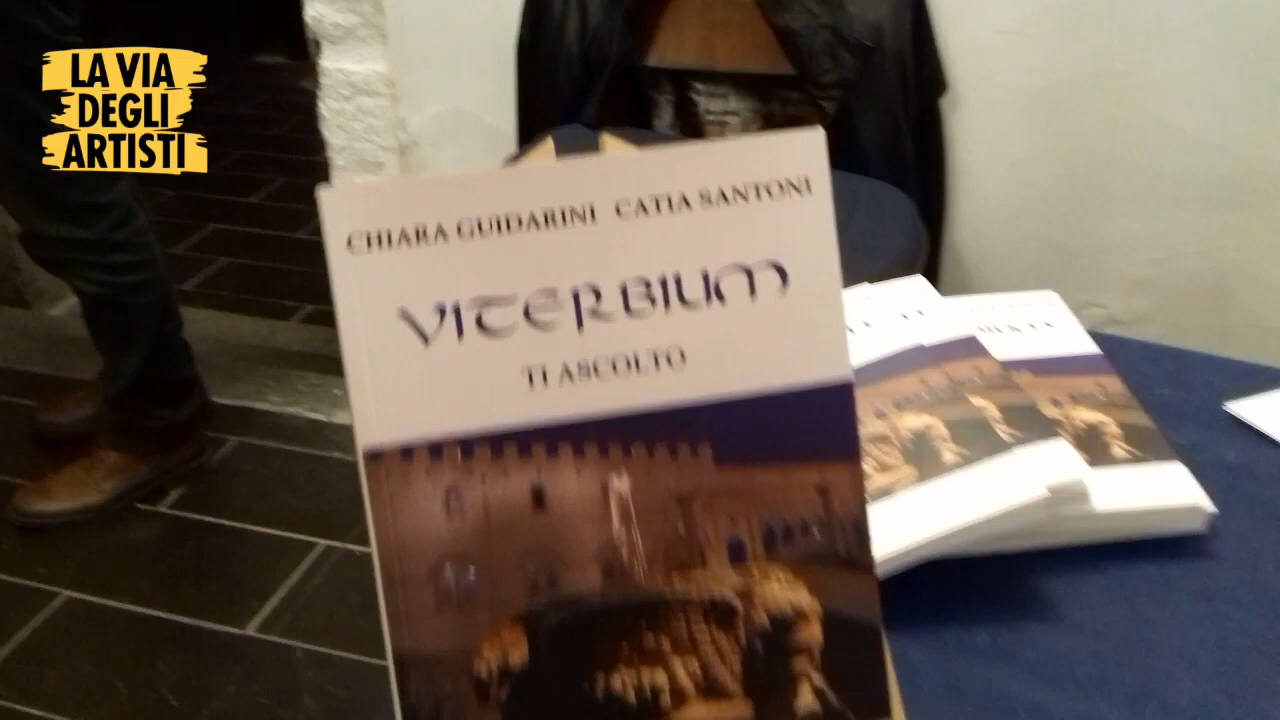 LA VIA
DEGLI
ARTISTI
CHIARA GUIDARINI CATIA SANTONI
VITERBIUM
TI ASCOLTO